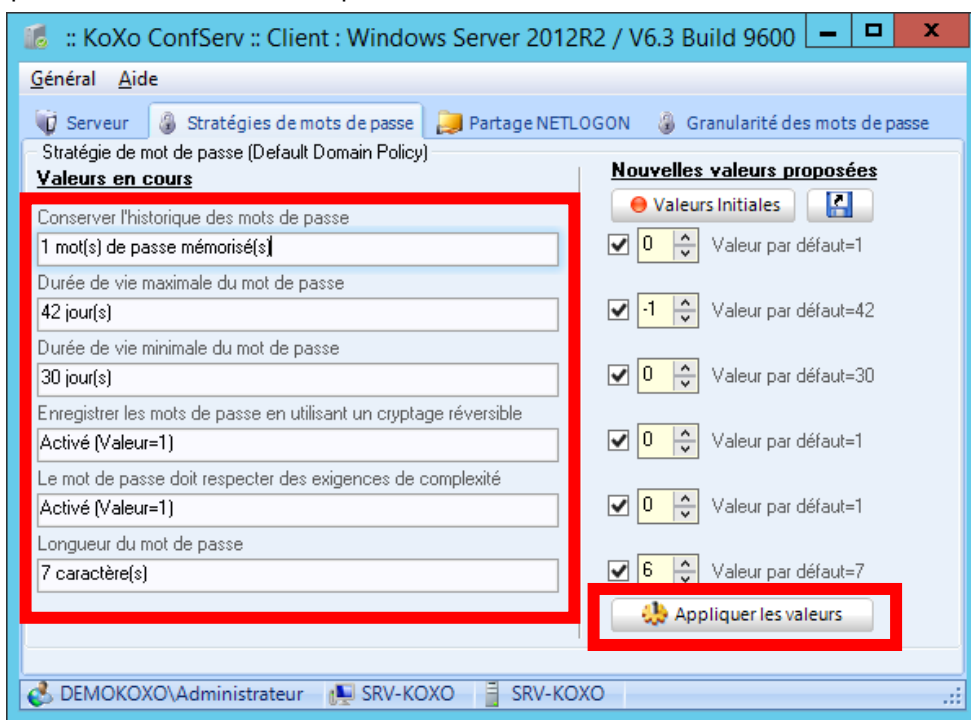 :: KoXo ConfServ :: Client : Windows Server 2012R2 / V6.3 Build 9600
Général Aide
Serveur Stratégies de mots de passe Partage NETLOGON Granularité des mots de passe
Stratégie de mot de passe (Default Domain Policy)
Valeurs en cours
Nouvelles valeurs proposées
Valeurs Initiales
Conserver l'historique des mots de passe
1 mot(s) de passe mémorisé(s)
0 Valeur par défaut=1
Durée de vie maximale du mot de passe
42 jour(s)
-1 Valeur par défaut=42
Durée de vie minimale du mot de passe
30 jour(s)
0 Valeur par défaut=30
Enregistrer les mots de passe en utilisant un cryptage réversible
Activé (Valeur=1)
0 Valeur par défaut=1
Le mot de passe doit respecter des exigences de complexité
Activé (Valeur=1)
0 Valeur par défaut=1
Longueur du mot de passe
7 caractère(s)
6 Valeur par défaut=7
Appliquer les valeurs
DEMOKOXO\Administrateur SRV-KOXO SRV-KOXO